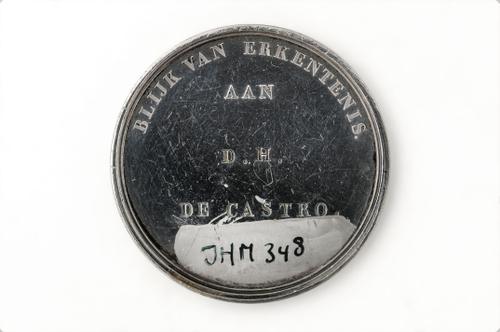 BLIJK VAN ERKENTENIS.
AAN
D. H.
DE CASTRO
JHM 348